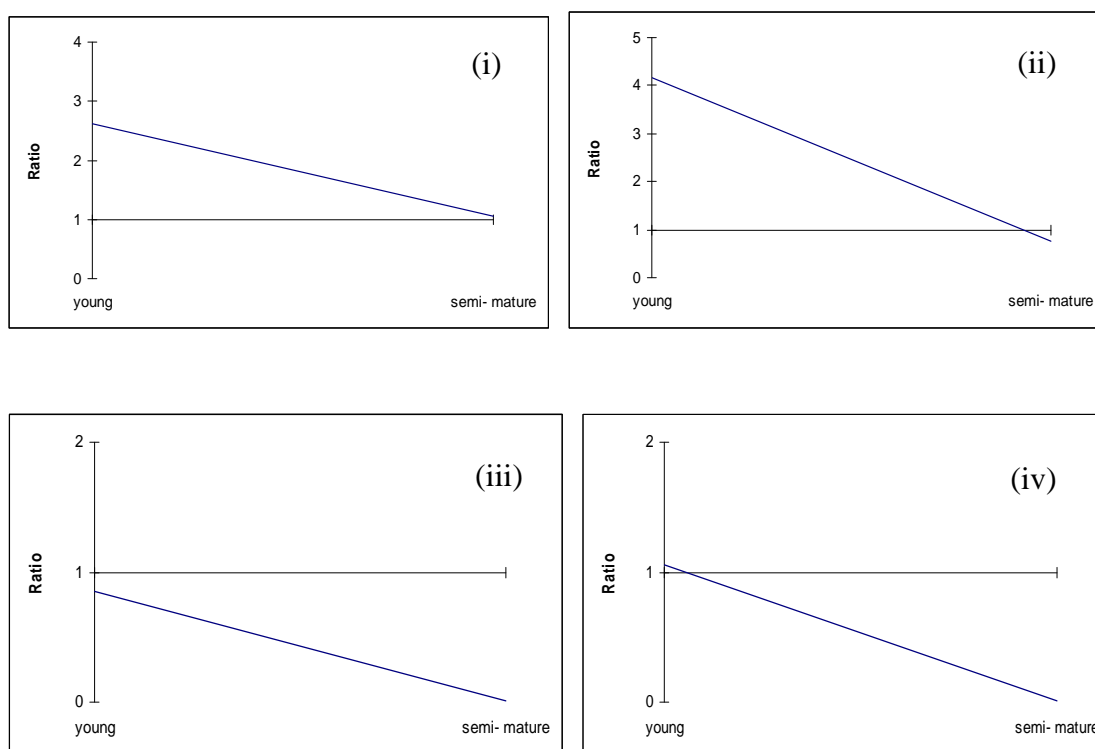 (i)
4
3
2
1
0
Ratio
young
semi- mature
(ii)
5
4
3
2
1
0
Ratio
young
semi- mature
(iii)
2
1
0
Ratio
young
semi- mature
(iv)
2
1
0
Ratio
young
semi- mature